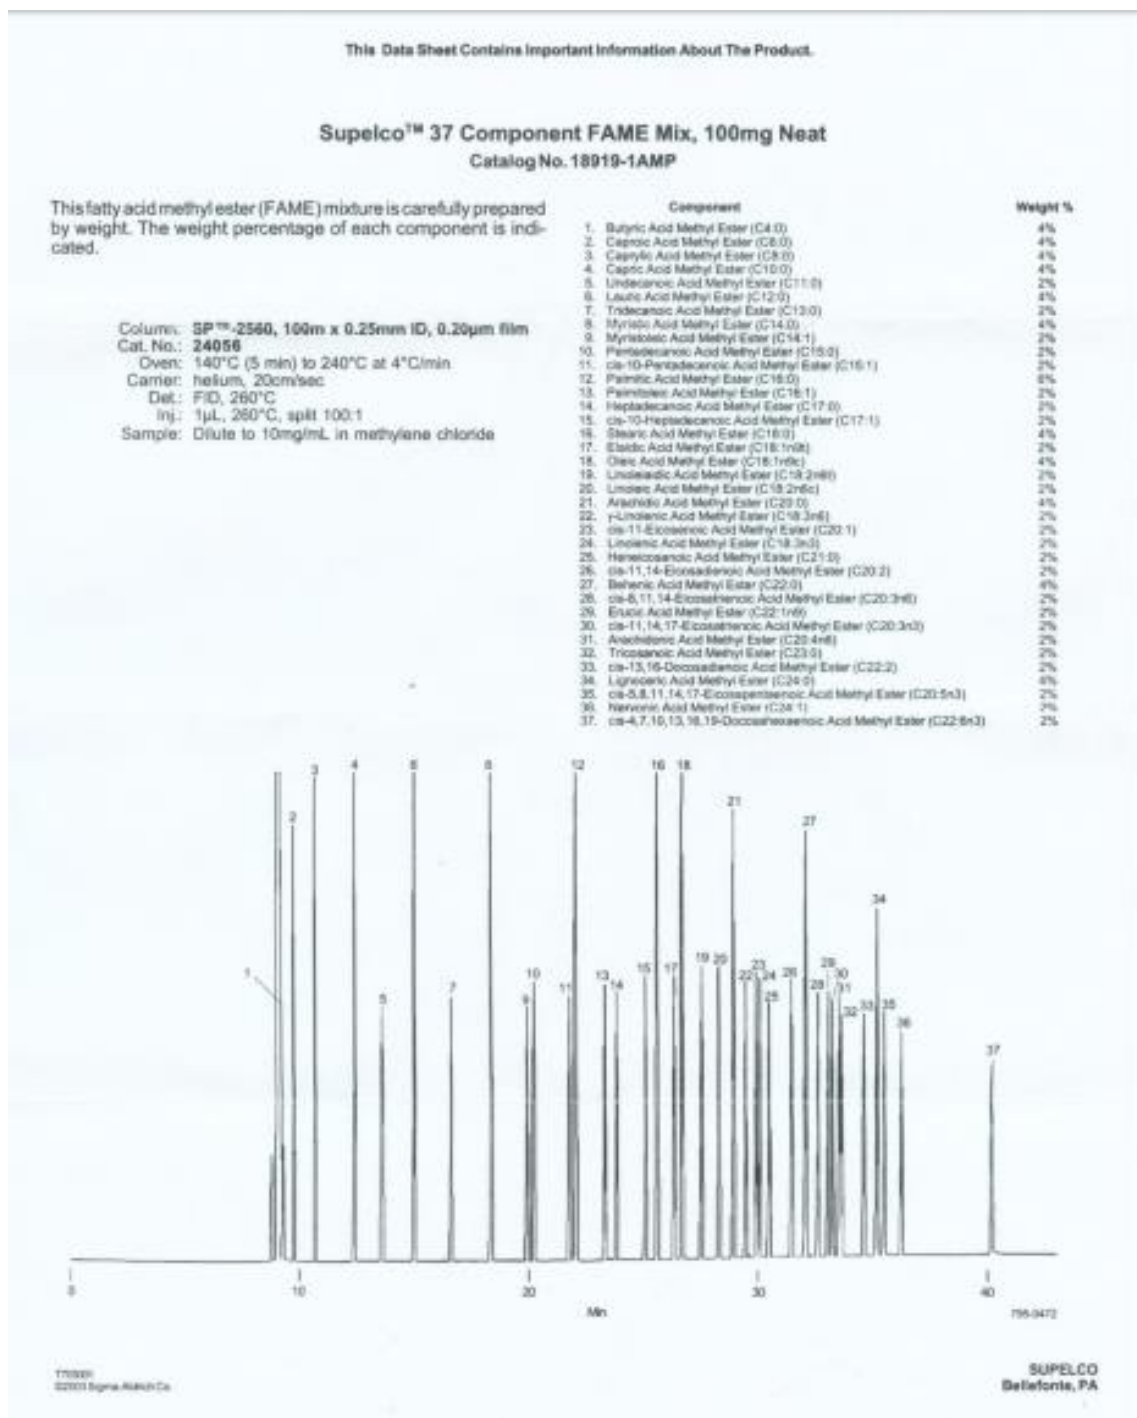 This Data Sheet Contains Important Information About The Product.
Supelco™ 37 Component FAME Mix, 100mg Neat
Catalog No. 18919-1AMP
This fatty acid methyl ester (FAME) mixture is carefully prepared
by weight. The weight percentage of each component is indi-
cated.
Column: SP™-2560, 100m x 0.25mm ID, 0.20µm film
Cat. No.: 24056
Oven: 140°C (5 min) to 240°C at 4°C/min
Carrier: helium, 20cm/sec
Det.: FID, 260°C
Inj.: 1µL, 260°C, split 100:1
Sample: Dilute to 10mg/mL in methylene chloride
Component Weight %
1. Butyric Acid Methyl Ester (C4:0) 4%
2. Caproic Acid Methyl Ester (C6:0) 4%
3. Caprylic Acid Methyl Ester (C8:0) 4%
4. Capric Acid Methyl Ester (C10:0) 4%
5. Undecanoic Acid Methyl Ester (C11:0) 2%
6. Lauric Acid Methyl Ester (C12:0) 4%
7. Tridecanoic Acid Methyl Ester (C13:0) 2%
8. Myristic Acid Methyl Ester (C14:0) 4%
9. Myristoleic Acid Methyl Ester (C14:1) 2%
10. Pentadecanoic Acid Methyl Ester (C15:0) 2%
11. cis-10-Pentadecenoic Acid Methyl Ester (C15:1) 2%
12. Palmitic Acid Methyl Ester (C16:0) 6%
13. Palmitoleic Acid Methyl Ester (C16:1) 2%
14. Heptadecanoic Acid Methyl Ester (C17:0) 2%
15. cis-10-Heptadecenoic Acid Methyl Ester (C17:1) 2%
16. Stearic Acid Methyl Ester (C18:0) 4%
17. Elaidic Acid Methyl Ester (C18:1n9t) 2%
18. Oleic Acid Methyl Ester (C18:1n9c) 4%
19. Linolelaidic Acid Methyl Ester (C18:2n6t) 2%
20. Linoleic Acid Methyl Ester (C18:2n6c) 2%
21. Arachidic Acid Methyl Ester (C20:0) 4%
22. γ-Linolenic Acid Methyl Ester (C18:3n6) 2%
23. cis-11-Eicosenoic Acid Methyl Ester (C20:1) 2%
24. Linolenic Acid Methyl Ester (C18:3n3) 2%
25. Heneicosanoic Acid Methyl Ester (C21:0) 2%
26. cis-11,14-Eicosadienoic Acid Methyl Ester (C20:2) 2%
27. Behenic Acid Methyl Ester (C22:0) 4%
28. cis-8,11,14-Eicosatrienoic Acid Methyl Ester (C20:3n6) 2%
29. Erucic Acid Methyl Ester (C22:1n9) 2%
30. cis-11,14,17-Eicosatrienoic Acid Methyl Ester (C20:3n3) 2%
31. Arachidonic Acid Methyl Ester (C20:4n6) 2%
32. Tricosanoic Acid Methyl Ester (C23:0) 2%
33. cis-13,16-Docosadienoic Acid Methyl Ester (C22:2) 2%
34. Lignoceric Acid Methyl Ester (C24:0) 4%
35. cis-5,8,11,14,17-Eicosapentaenoic Acid Methyl Ester (C20:5n3) 2%
36. Nervonic Acid Methyl Ester (C24:1) 2%
37. cis-4,7,10,13,16,19-Docosahexaenoic Acid Methyl Ester (C22:6n3) 2%
1 2 3 4 5 6 7 8 9 10 11 12 13 14 15 16 17 18 19 20 21 22 23 24 25 26 27 28 29 30 31 32 33 34 35 36 37
0 10 20 30 40
Min
795-0472
©2003 Sigma-Aldrich Co.
SUPELCO
Bellefonte, PA